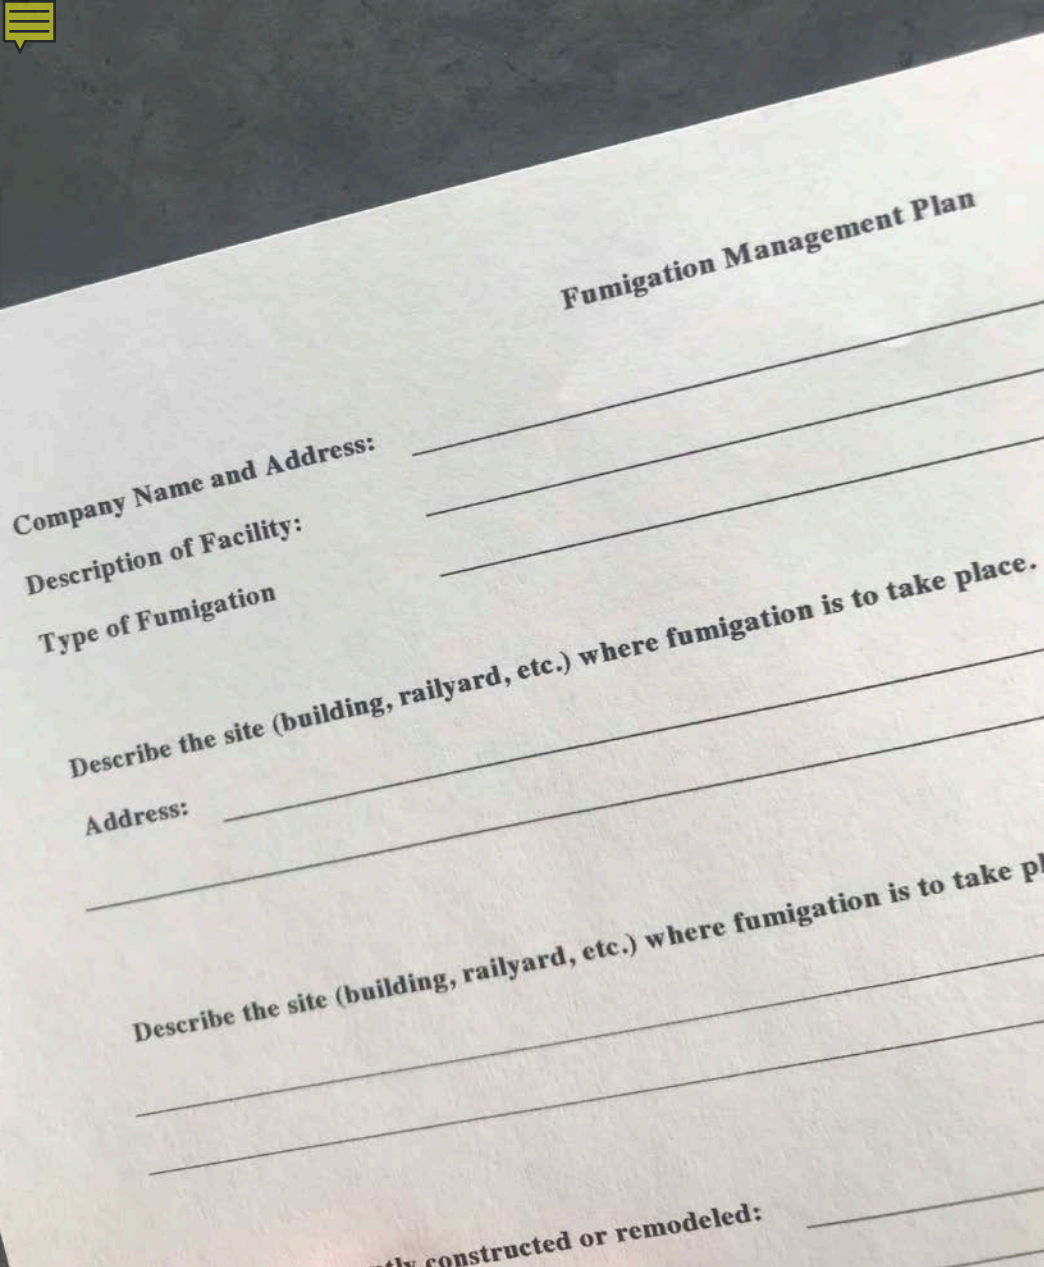 Fumigation Management Plan
Company Name and Address:
Description of Facility:
Type of Fumigation
Describe the site (building, railyard, etc.) where fumigation is to take place.
Address:
Describe the site (building, railyard, etc.) where fumigation is to take
constructed or remodeled: